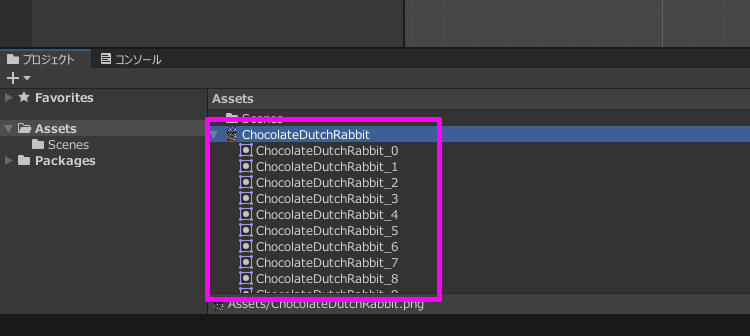 プロジェクト コンソール
Favorites
Assets
Scenes
Packages
Assets
Scenes
ChocolateDutchRabbit
ChocolateDutchRabbit_0
ChocolateDutchRabbit_1
ChocolateDutchRabbit_2
ChocolateDutchRabbit_3
ChocolateDutchRabbit_4
ChocolateDutchRabbit_5
ChocolateDutchRabbit_6
ChocolateDutchRabbit_7
ChocolateDutchRabbit_8
Assets/ChocolateDutchRabbit.png